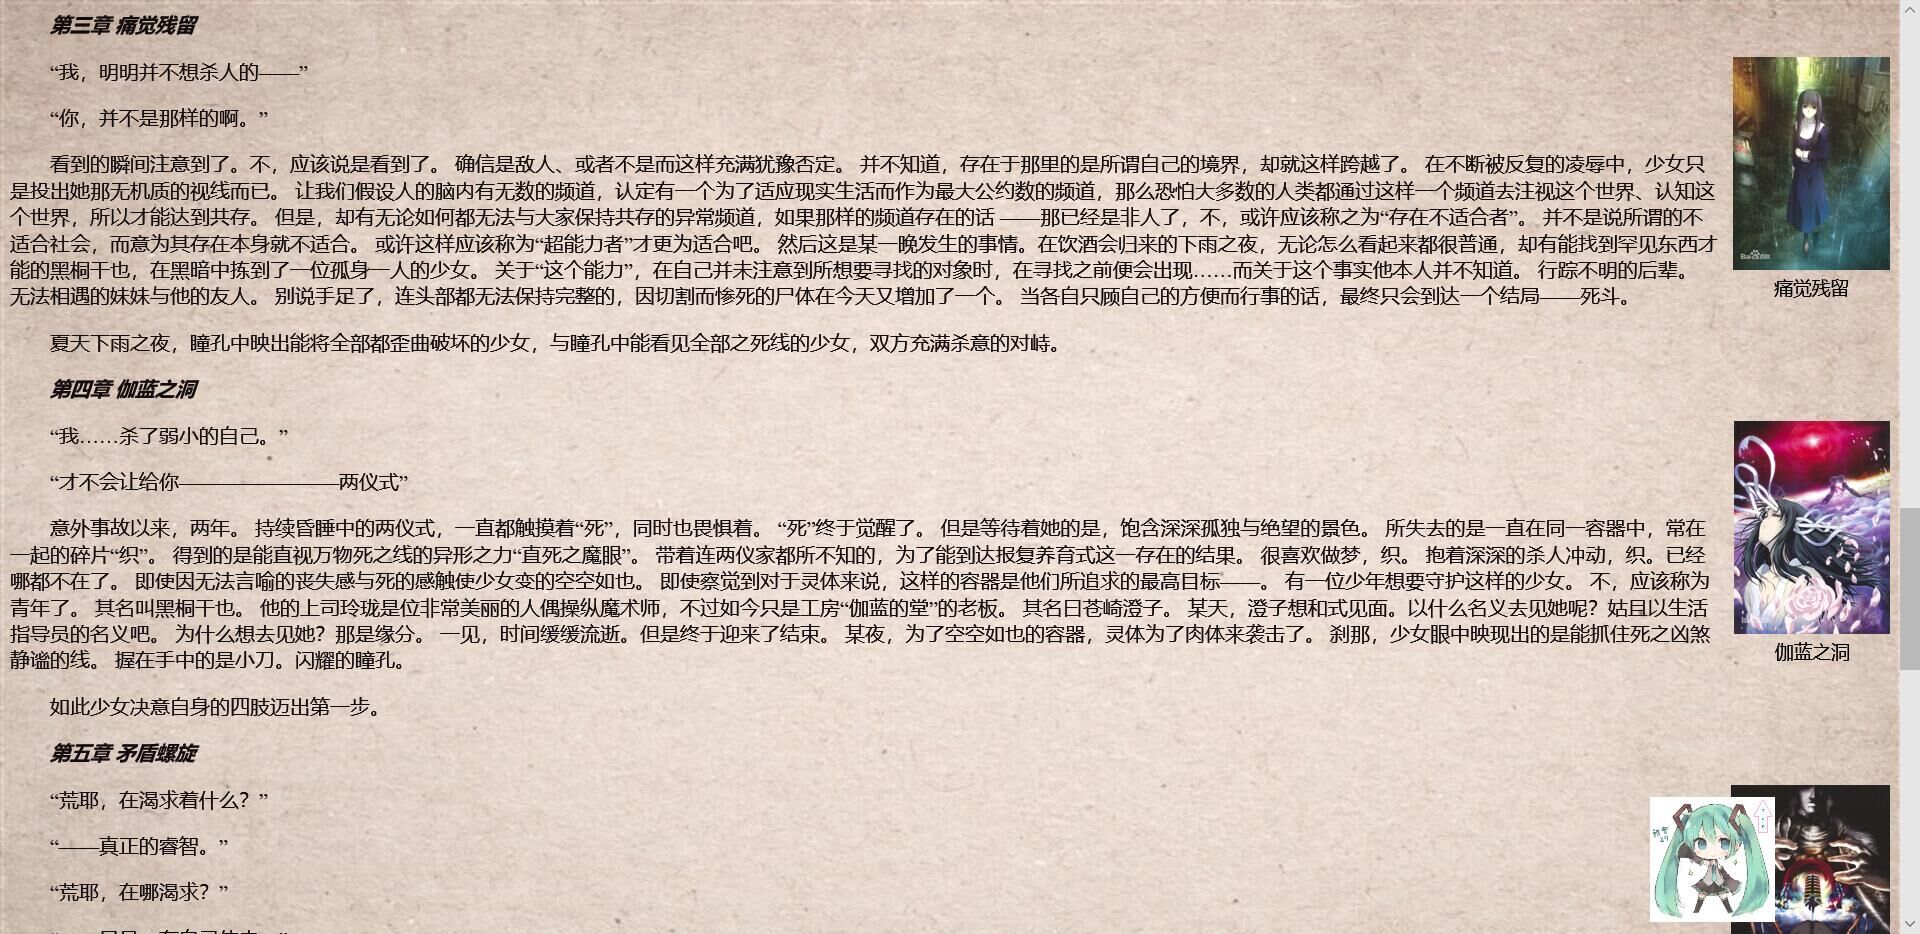 第三章 痛觉残留
“我，明明并不想杀人的——”
“你，并不是那样的啊。”
看到的瞬间注意到了。不，应该说是看到了。 确信是敌人、或者不是而这样充满犹豫否定。 并不知道，存在于那里的是所谓自己的境界，却就这样跨越了。 在不断被反复的凌辱中，少女只
是投出她那无机质的视线而已。 让我们假设人的脑内有无数的频道，认定有一个为了适应现实生活而作为最大公约数的频道，那么恐怕大多数的人类都通过这样一个频道去注视这个世界、认知这
个世界，所以才能达到共存。 但是，却有无论如何都无法与大家保持共存的异常频道，如果那样的频道存在的话 ——那已经是非人了，不，或许应该称之为“存在不适合者”。 并不是说所谓的不
适合社会，而意为其存在本身就不适合。 或许这样应该称为“超能力者”才更为适合吧。 然后这是某一晚发生的事情。在饮酒会归来的下雨之夜，无论怎么看起来都很普通，却有能找到罕见东西才
能的黑桐干也，在黑暗中拣到了一位孤身一人的少女。 关于“这个能力”，在自己并未注意到所想要寻找的对象时，在寻找之前便会出现……而关于这个事实他本人并不知道。 行踪不明的后辈。
无法相遇的妹妹与他的友人。 别说手足了，连头部都无法保持完整的，因切割而惨死的尸体在今天又增加了一个。 当各自只顾自己的方便而行事的话，最终只会到达一个结局——死斗。
痛觉残留
夏天下雨之夜，瞳孔中映出能将全部都歪曲破坏的少女，与瞳孔中能看见全部之死线的少女，双方充满杀意的对峙。
第四章 伽蓝之洞
“我……杀了弱小的自己。”
“才不会让给你————————两仪式”
意外事故以来，两年。 持续昏睡中的两仪式，一直都触摸着“死”，同时也畏惧着。 “死”终于觉醒了。 但是等待着她的是，饱含深深孤独与绝望的景色。 所失去的是一直在同一容器中，常在
一起的碎片“织”。 得到的是能直视万物死之线的异形之力“直死之魔眼”。 带着连两仪家都所不知的，为了能到达报复养育式这一存在的结果。 很喜欢做梦，织。 抱着深深的杀人冲动，织。已经
哪都不在了。 即使因无法言喻的丧失感与死的感触使少女变的空空如也。 即使察觉到对于灵体来说，这样的容器是他们所追求的最高目标——。 有一位少年想要守护这样的少女。 不，应该称为
青年了。 其名叫黑桐干也。 他的上司玲珑是位非常美丽的人偶操纵魔术师，不过如今只是工房“伽蓝的堂”的老板。 其名曰苍崎澄子。 某天，澄子想和式见面。以什么名义去见她呢？姑且以生活
指导员的名义吧。 为什么想去见她？那是缘分。 一见，时间缓缓流逝。但是终于迎来了结束。 某夜，为了空空如也的容器，灵体为了肉体来袭击了。 刹那，少女眼中映现出的是能抓住死之凶煞
静谧的线。 握在手中的是小刀。闪耀的瞳孔。
伽蓝之洞
如此少女决意自身的四肢迈出第一步。
第五章 矛盾螺旋
“荒耶，在渴求着什么？”
“——真正的睿智。”
“荒耶，在哪渴求？”